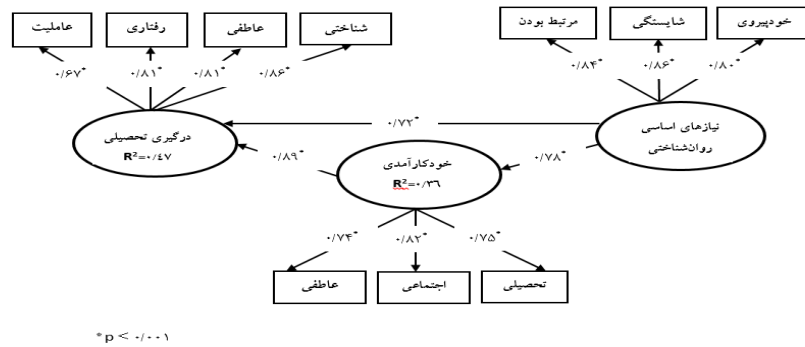 خودپیروی
شایستگی
مرتبط بودن
شناختی
عاطفی
رفتاری
عاملیت
۰/۸۰*
۰/۸۶*
۰/۸۴*
۰/۸۶*
۰/۸۱*
۰/۸۱*
۰/۶۷*
نیازهای اساسی
روان‌شناختی
۰/۷۲*
درگیری تحصیلی
R²=۰/٤٧
۰/۷۸*
۰/۸۹*
خودکارآمدی
R²=۰/۳٦
۰/۷۵*
۰/۸۲*
۰/۷۴*
تحصیلی
اجتماعی
عاطفی
*p < ۰/۰۰۱